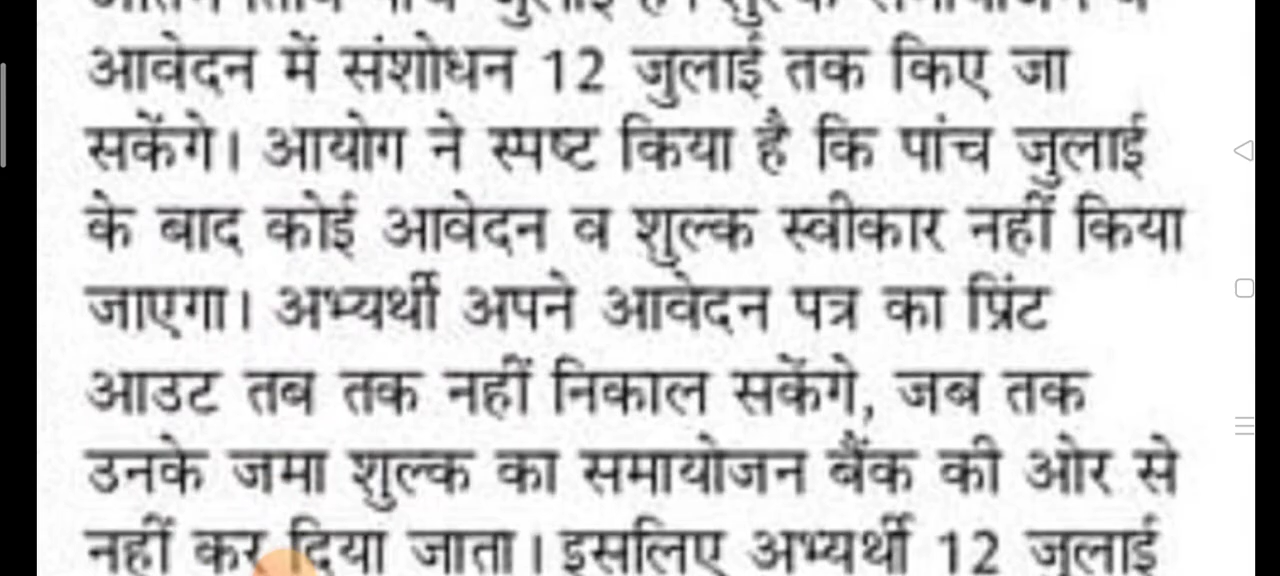 आवेदन में संशोधन 12 जुलाई तक किए जा
सकेंगे। आयोग ने स्पष्ट किया है कि पांच जुलाई
के बाद कोई आवेदन व शुल्क स्वीकार नहीं किया
जाएगा। अभ्यर्थी अपने आवेदन पत्र का प्रिंट
आउट तब तक नहीं निकाल सकेंगे, जब तक
उनके जमा शुल्क का समायोजन बैंक की ओर से
नहीं कर दिया जाता। इसलिए अभ्यर्थी 12 जुलाई